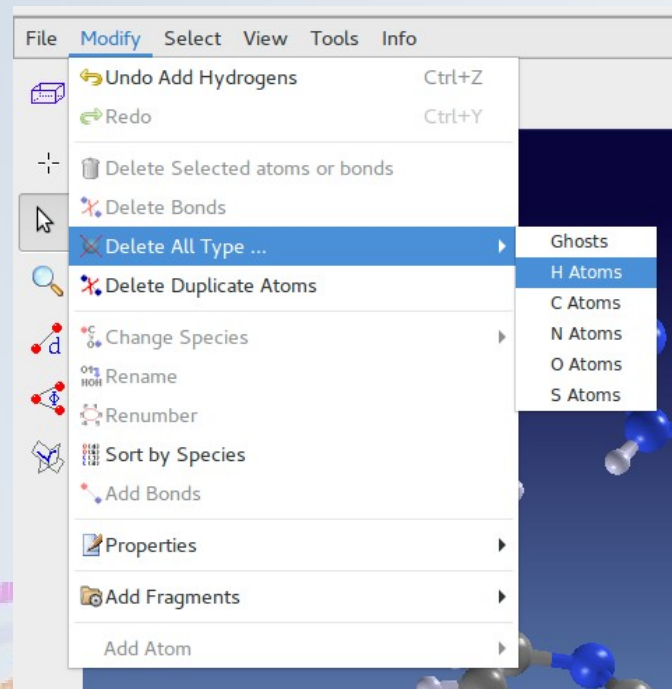 File Modify Select View Tools Info
Undo Add Hydrogens Ctrl+Z
Redo Ctrl+Y
Delete Selected atoms or bonds
Delete Bonds
Delete All Type ...
Delete Duplicate Atoms
Change Species
Rename
Renumber
Sort by Species
Add Bonds
Properties
Add Fragments
Add Atom
Ghosts
H Atoms
C Atoms
N Atoms
O Atoms
S Atoms
d
Φ